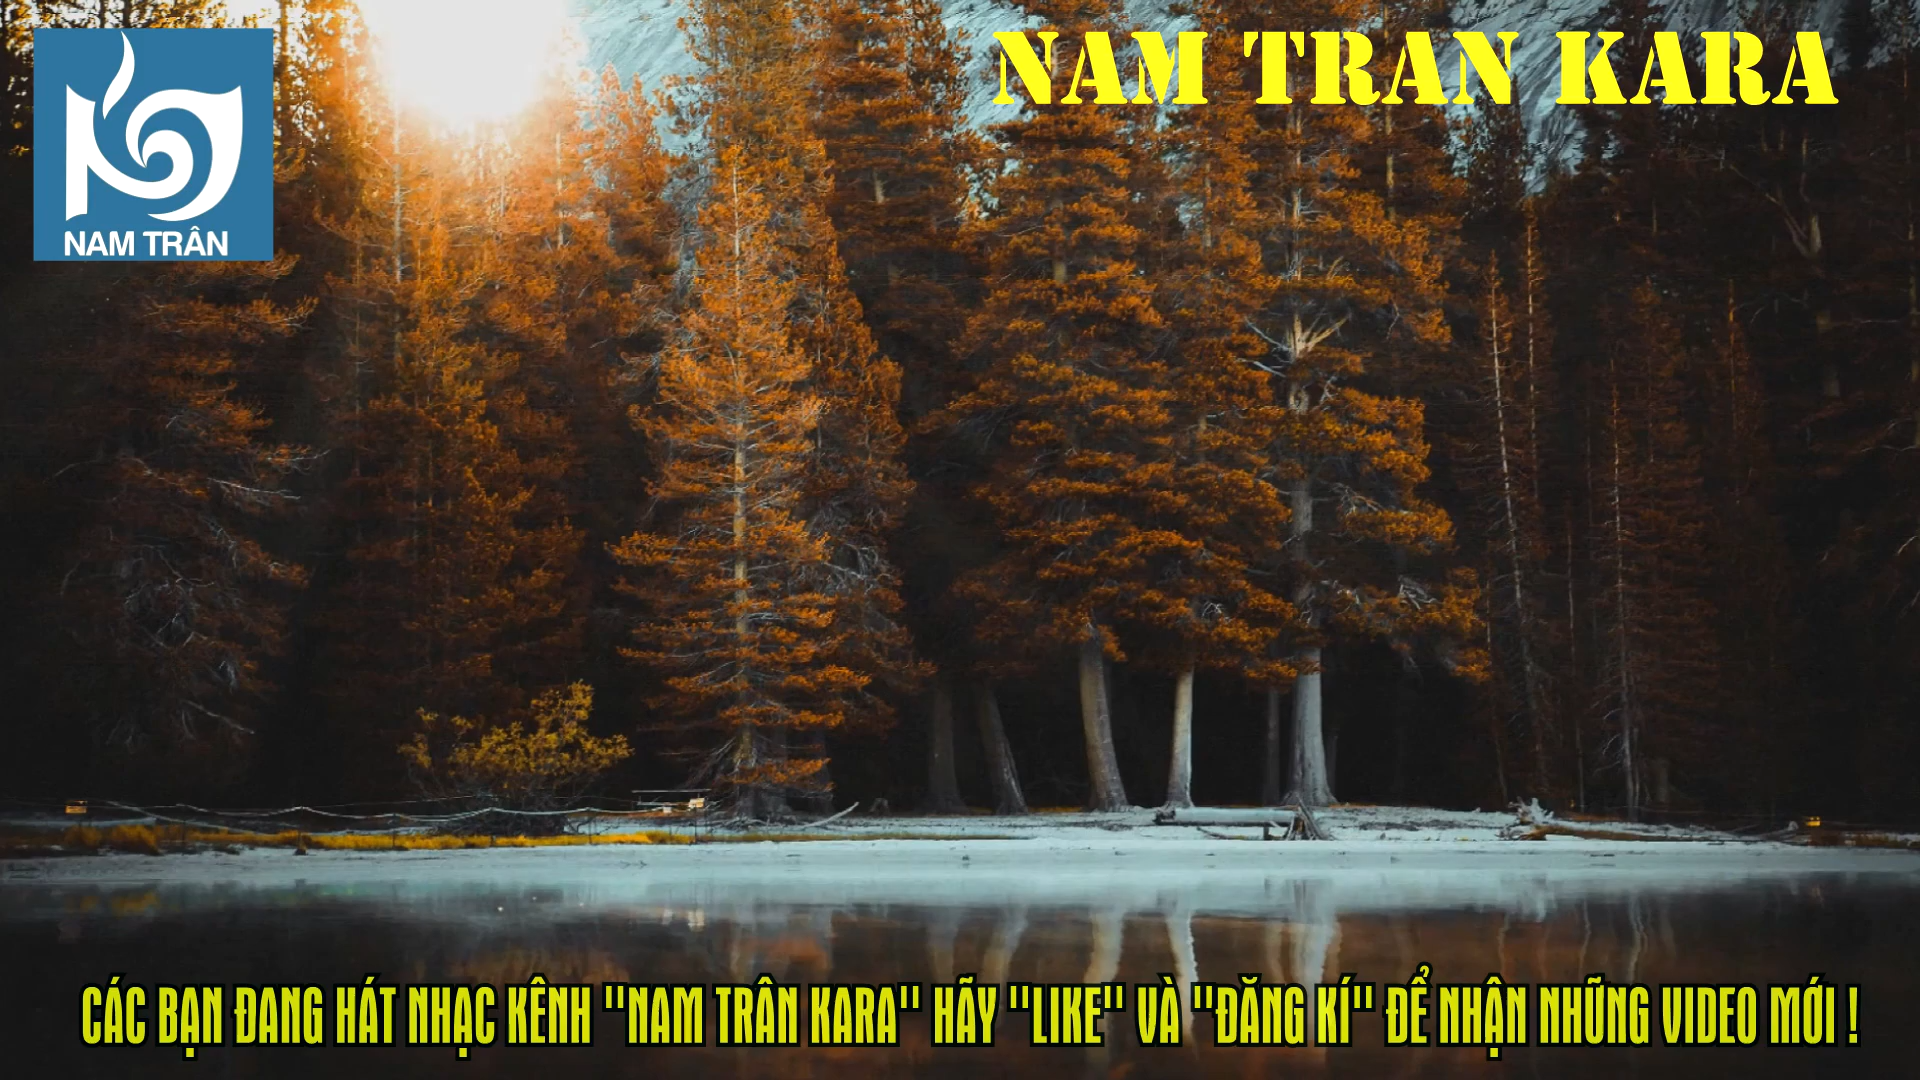 NAM TRAN KARA
NAM TRÂN
CÁC BẠN ĐANG HÁT NHẠC KÊNH "NAM TRÂN KARA" HÃY "LIKE" VÀ "ĐĂNG KÍ" ĐỂ NHẬN NHỮNG VIDEO MỚI !